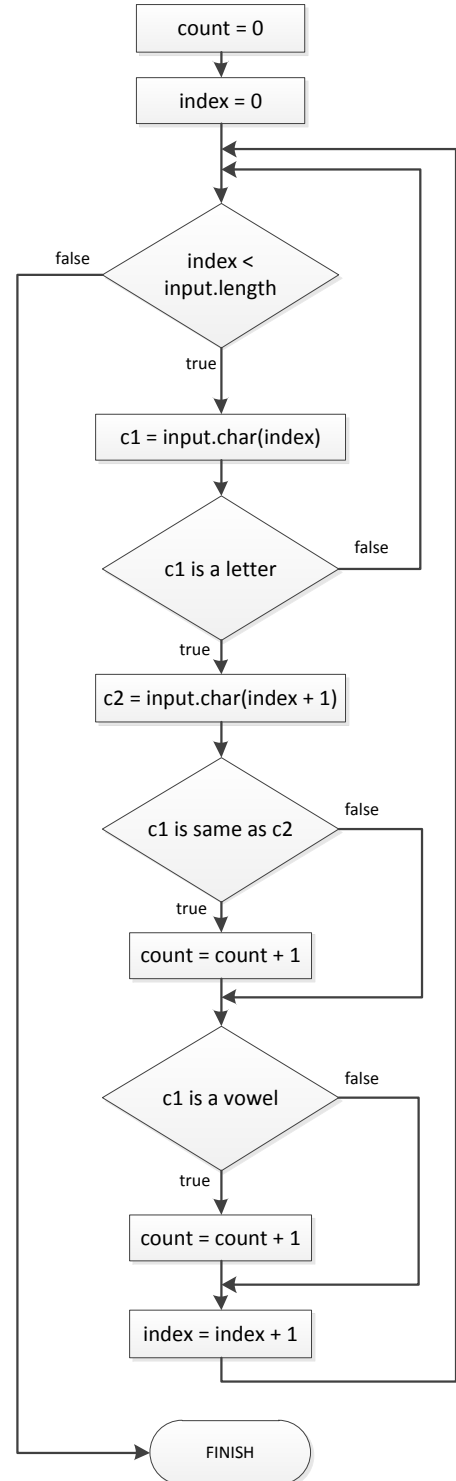 count = 0
index = 0
false
index <
input.length
true
c1 = input.char(index)
false
c1 is a letter
true
c2 = input.char(index + 1)
false
c1 is same as c2
true
count = count + 1
false
c1 is a vowel
true
count = count + 1
index = index + 1
FINISH